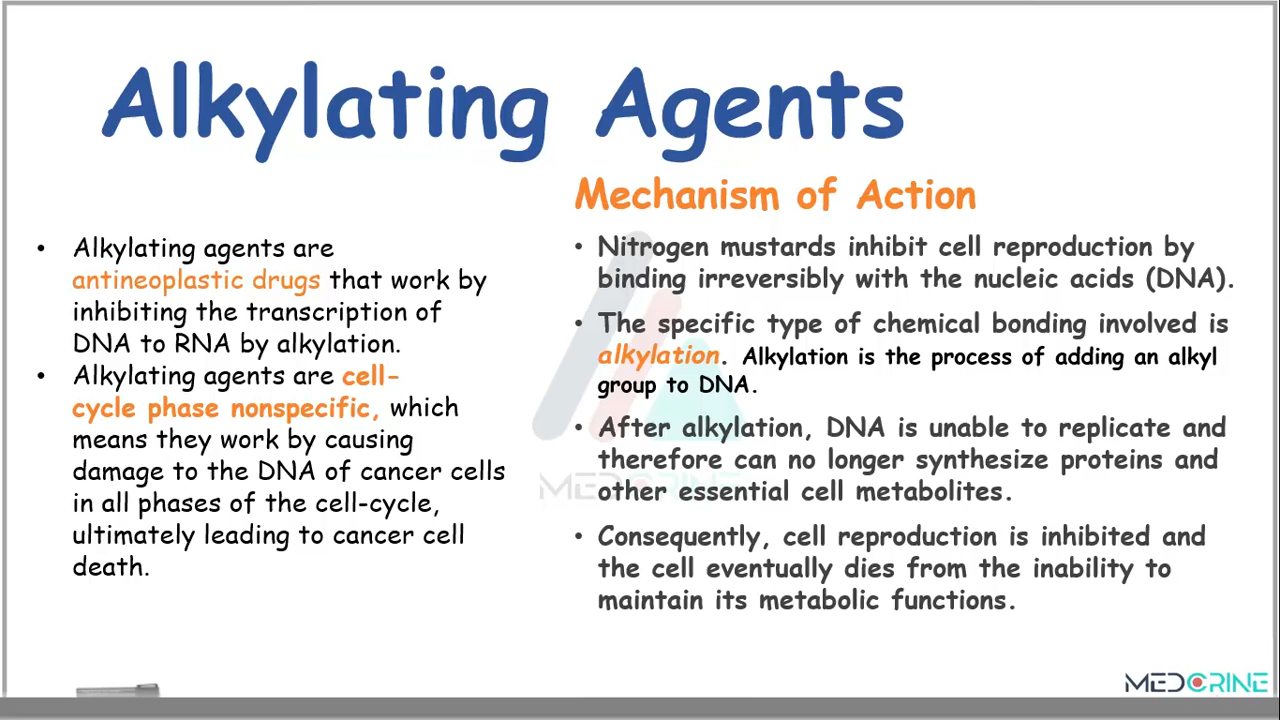 Alkylating Agents
Alkylating agents are
antineoplastic drugs that work by
inhibiting the transcription of
DNA to RNA by alkylation.
Alkylating agents are cell-
cycle phase nonspecific, which
means they work by causing
damage to the DNA of cancer cells
in all phases of the cell-cycle,
ultimately leading to cancer cell
death.
Mechanism of Action
Nitrogen mustards inhibit cell reproduction by
binding irreversibly with the nucleic acids (DNA).
The specific type of chemical bonding involved is
alkylation. Alkylation is the process of adding an alkyl
group to DNA.
After alkylation, DNA is unable to replicate and
therefore can no longer synthesize proteins and
other essential cell metabolites.
Consequently, cell reproduction is inhibited and
the cell eventually dies from the inability to
maintain its metabolic functions.
MEDCRINE
MEDCRINE